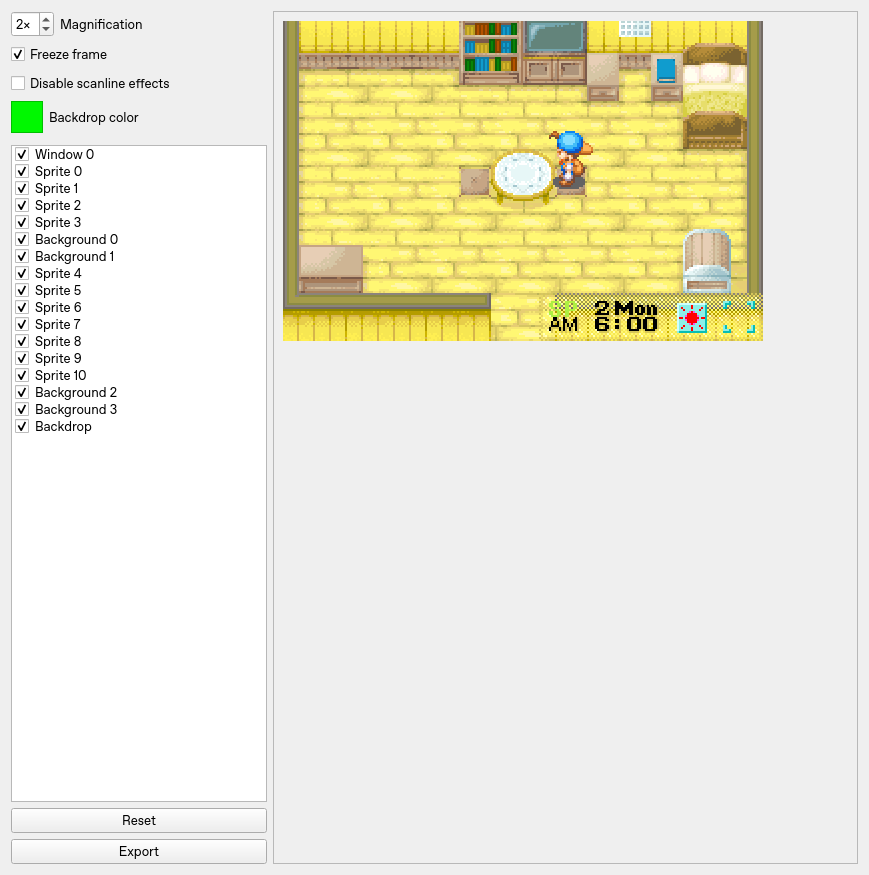 2× Magnification
Freeze frame
Disable scanline effects
Backdrop color
Window 0
Sprite 0
Sprite 1
Sprite 2
Sprite 3
Background 0
Background 1
Sprite 4
Sprite 5
Sprite 6
Sprite 7
Sprite 8
Sprite 9
Sprite 10
Background 2
Background 3
Backdrop
Reset
Export
2 Mon
AM 6:00